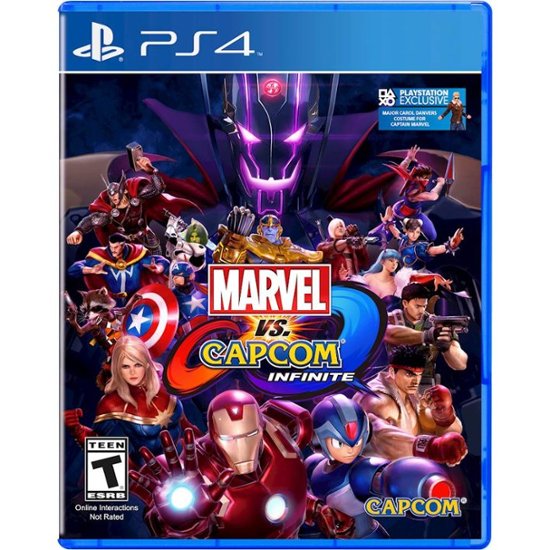 PS4
PLAYSTATION
EXCLUSIVE
MAJOR CAROL DANVERS
COSTUME FOR
CAPTAIN MARVEL
MARVEL
VS.
CAPCOM
INFINITE
TEEN
T
ESRB
CAPCOM
Online Interactions
Not Rated